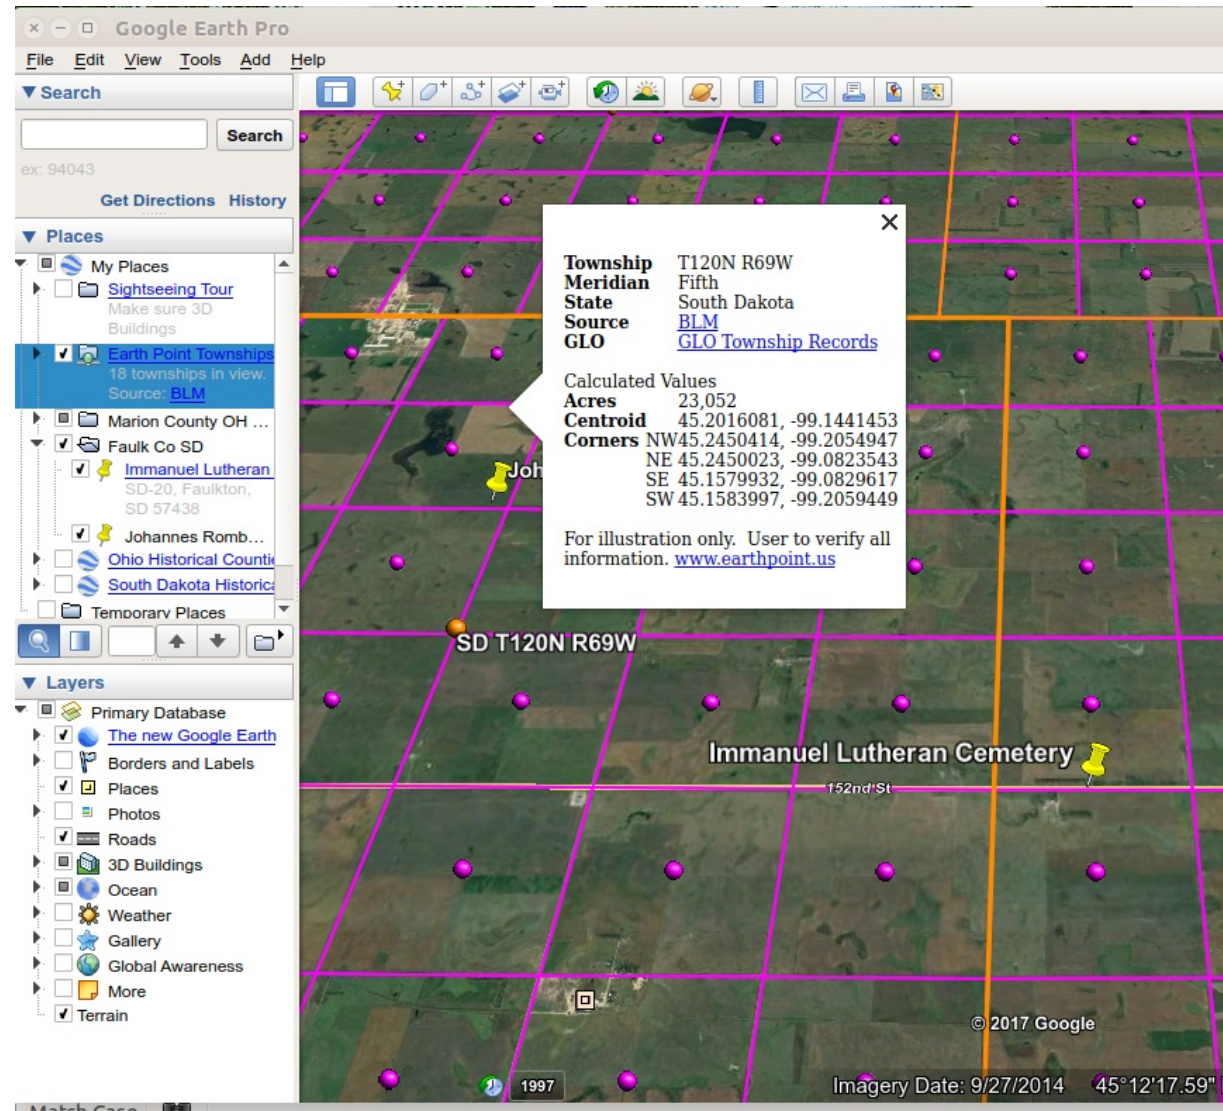 Google Earth Pro
File Edit View Tools Add Help
Search
Search
ex: 94043
Get Directions History
Places
My Places
Sightseeing Tour
Make sure 3D
Buildings
Earth Point Townships
18 townships in view.
Source: BLM
Marion County OH ...
Faulk Co SD
Immanuel Lutheran
SD-20, Faulkton,
SD 57438
Johannes Romb...
Ohio Historical Countie
South Dakota Historica
Temporary Places
Layers
Primary Database
The new Google Earth
Borders and Labels
Places
Photos
Roads
3D Buildings
Ocean
Weather
Gallery
Global Awareness
More
Terrain
Township T120N R69W
Meridian Fifth
State South Dakota
Source BLM
GLO GLO Township Records
Calculated Values
Acres 23,052
Centroid 45.2016081, -99.1441453
Corners NW 45.2450414, -99.2054947
NE 45.2450023, -99.0823543
SE 45.1579932, -99.0829617
SW 45.1583997, -99.2059449
For illustration only. User to verify all
information. www.earthpoint.us
Joh
SD T120N R69W
Immanuel Lutheran Cemetery
152nd St
© 2017 Google
1997
Imagery Date: 9/27/2014 45°12'17.59"
Match Case